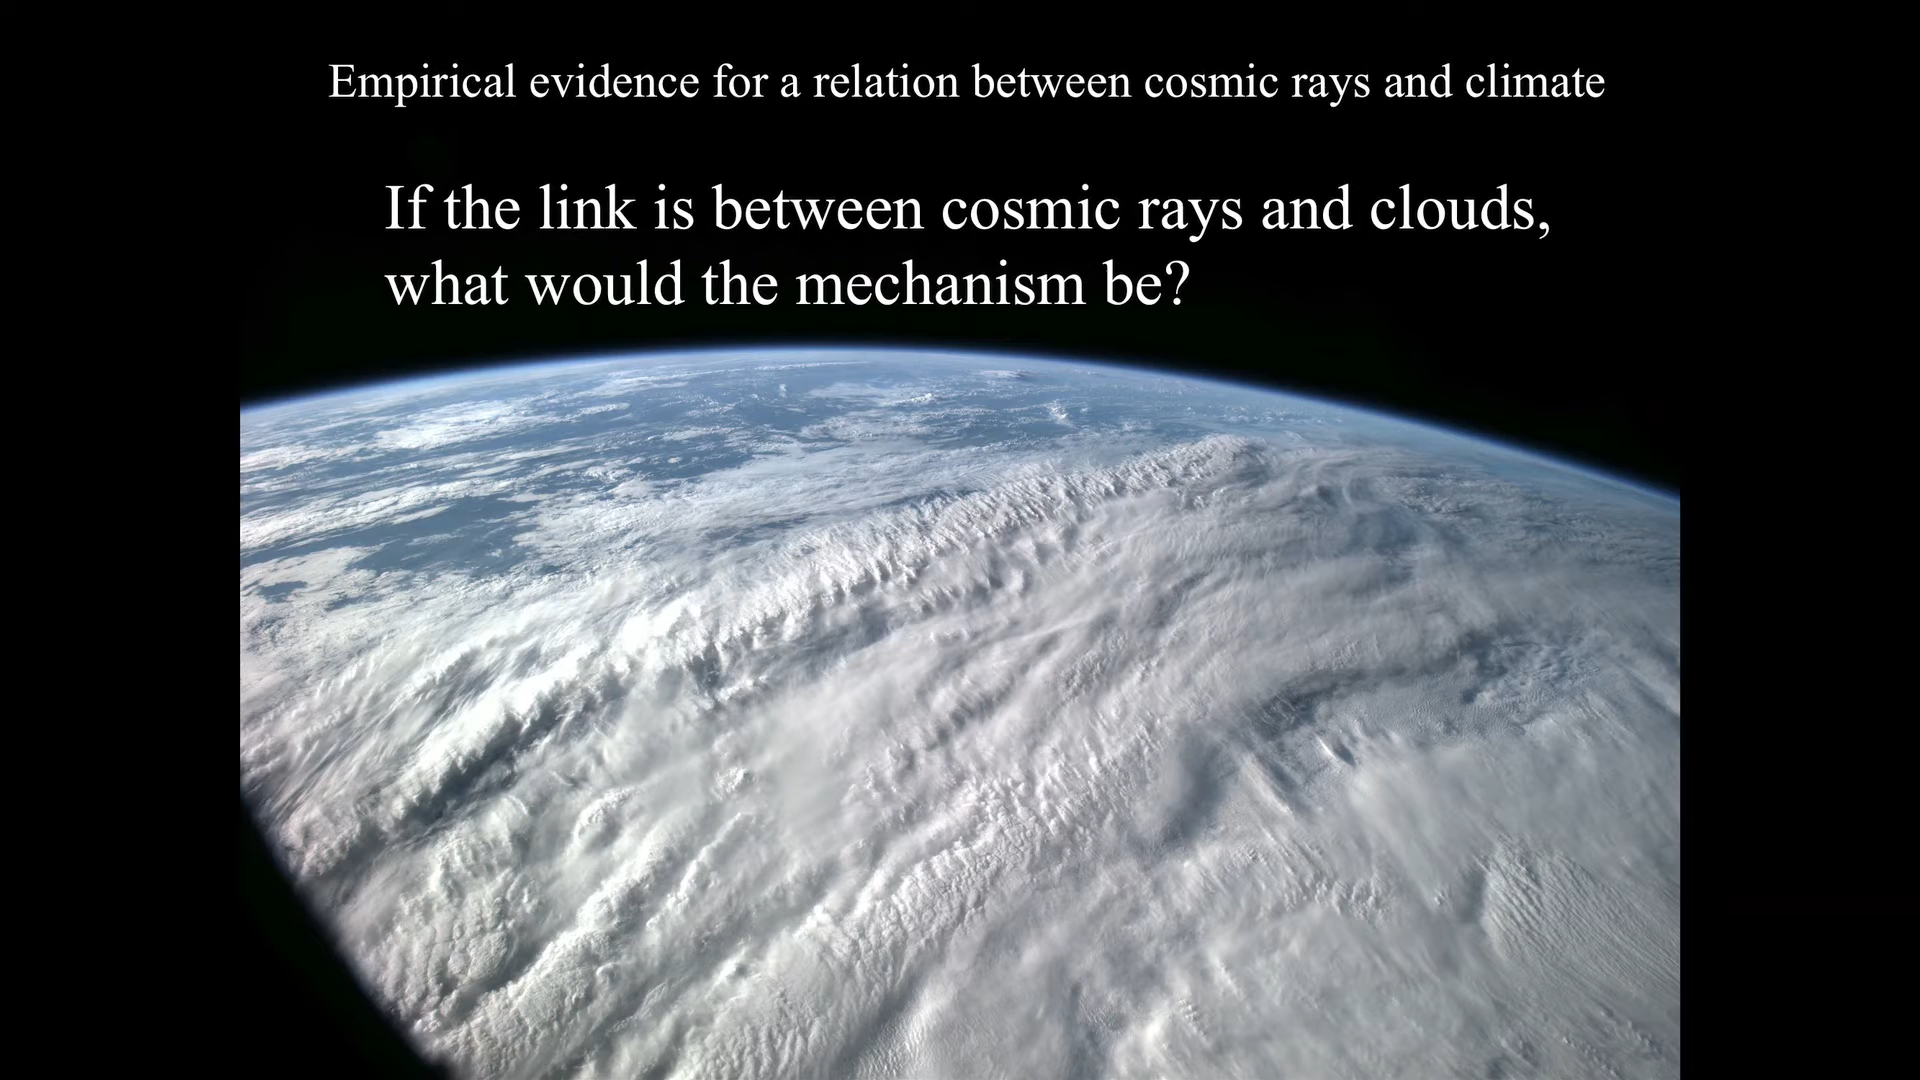 Empirical evidence for a relation between cosmic rays and climate
If the link is between cosmic rays and clouds,
what would the mechanism be?